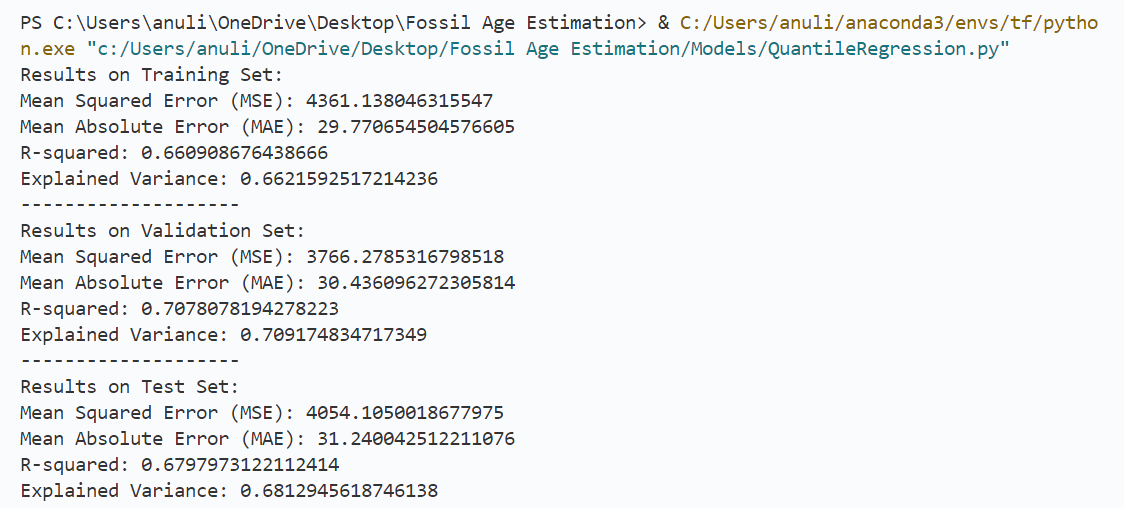 PS C:\Users\anuli\OneDrive\Desktop\Fossil Age Estimation> & C:/Users/anuli/anaconda3/envs/tf/pytho
n.exe "c:/Users/anuli/OneDrive/Desktop/Fossil Age Estimation/Models/QuantileRegression.py"
Results on Training Set:
Mean Squared Error (MSE): 4361.138046315547
Mean Absolute Error (MAE): 29.770654504576605
R-squared: 0.660908676438666
Explained Variance: 0.6621592517214236
--------------------
Results on Validation Set:
Mean Squared Error (MSE): 3766.2785316798518
Mean Absolute Error (MAE): 30.436096272305814
R-squared: 0.7078078194278223
Explained Variance: 0.709174834717349
--------------------
Results on Test Set:
Mean Squared Error (MSE): 4054.1050018677975
Mean Absolute Error (MAE): 31.240042512211076
R-squared: 0.6797973122112414
Explained Variance: 0.6812945618746138